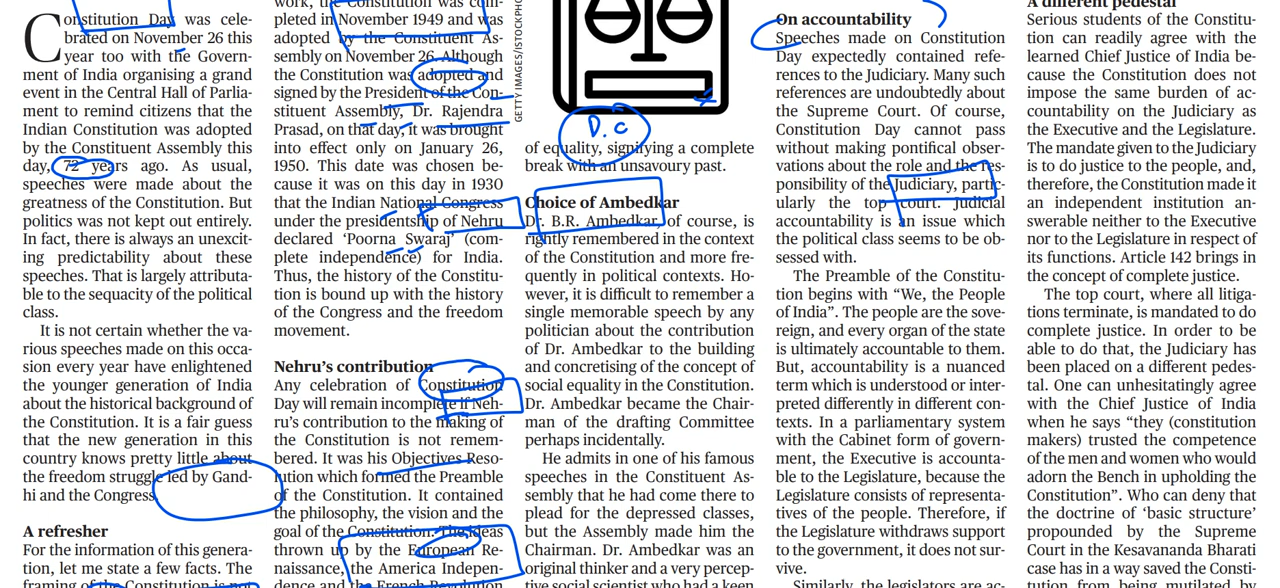 Constitution Day was cele-
brated on November 26 this
year too with the Govern-
ment of India organising a grand
event in the Central Hall of Parlia-
ment to remind citizens that the
Indian Constitution was adopted
by the Constituent Assembly this
day, 72 years ago. As usual,
speeches were made about the
greatness of the Constitution. But
politics was not kept out entirely.
In fact, there is always an unexcit-
ing predictability about these
speeches. That is largely attributa-
ble to the sequacity of the political
class.
It is not certain whether the va-
rious speeches made on this occa-
sion every year have enlightened
the younger generation of India
about the historical background of
the Constitution. It is a fair guess
that the new generation in this
country knows pretty little about
the freedom struggle led by Gand-
hi and the Congress.
A refresher
For the information of this genera-
tion, let me state a few facts. The
framing of the Constitution is not
work, the Constitution was com-
pleted in November 1949 and was
adopted by the Constituent As-
sembly on November 26. Although
the Constitution was adopted and
signed by the President of the Con-
stituent Assembly, Dr. Rajendra
Prasad, on that day, it was brought
into effect only on January 26,
1950. This date was chosen be-
cause it was on this day in 1930
that the Indian National Congress
under the presidentship of Nehru
declared ‘Poorna Swaraj’ (com-
plete independence) for India.
Thus, the history of the Constitu-
tion is bound up with the history
of the Congress and the freedom
movement.
Nehru’s contribution
Any celebration of Constitution
Day will remain incomplete if Neh-
ru’s contribution to the making of
the Constitution is not remem-
bered. It was his Objectives Reso-
lution which formed the Preamble
of the Constitution. It contained
the philosophy, the vision and the
goal of the Constitution. The ideas
thrown up by the European Re-
naissance, the America Indepen-
dence and the French Revolution
GETTY IMAGES/ISTOCKPHO
D.C
of equality, signifying a complete
break with an unsavoury past.
Choice of Ambedkar
Dr. B.R. Ambedkar, of course, is
rightly remembered in the context
of the Constitution and more fre-
quently in political contexts. Ho-
wever, it is difficult to remember a
single memorable speech by any
politician about the contribution
of Dr. Ambedkar to the building
and concretising of the concept of
social equality in the Constitution.
Dr. Ambedkar became the Chair-
man of the drafting Committee
perhaps incidentally.
He admits in one of his famous
speeches in the Constituent As-
sembly that he had come there to
plead for the depressed classes,
but the Assembly made him the
Chairman. Dr. Ambedkar was an
original thinker and a very percep-
tive social scientist who had a keen
On accountability
Speeches made on Constitution
Day expectedly contained refe-
rences to the Judiciary. Many such
references are undoubtedly about
the Supreme Court. Of course,
Constitution Day cannot pass
without making pontifical obser-
vations about the role and the res-
ponsibility of the Judiciary, partic-
ularly the top court. Judicial
accountability is an issue which
the political class seems to be ob-
sessed with.
The Preamble of the Constitu-
tion begins with “We, the People
of India”. The people are the sove-
reign, and every organ of the state
is ultimately accountable to them.
But, accountability is a nuanced
term which is understood or inter-
preted differently in different con-
texts. In a parliamentary system
with the Cabinet form of govern-
ment, the Executive is accounta-
ble to the Legislature, because the
Legislature consists of representa-
tives of the people. Therefore, if
the Legislature withdraws support
to the government, it does not sur-
vive.
Similarly, the legislators are ac-
A different pedestal
Serious students of the Constitu-
tion can readily agree with the
learned Chief Justice of India be-
cause the Constitution does not
impose the same burden of ac-
countability on the Judiciary as
the Executive and the Legislature.
The mandate given to the Judiciary
is to do justice to the people, and,
therefore, the Constitution made it
an independent institution an-
swerable neither to the Executive
nor to the Legislature in respect of
its functions. Article 142 brings in
the concept of complete justice.
The top court, where all litiga-
tions terminate, is mandated to do
complete justice. In order to be
able to do that, the Judiciary has
been placed on a different pedes-
tal. One can unhesitatingly agree
with the Chief Justice of India
when he says “they (constitution
makers) trusted the competence
of the men and women who would
adorn the Bench in upholding the
Constitution”. Who can deny that
the doctrine of ‘basic structure’
propounded by the Supreme
Court in the Kesavananda Bharati
case has in a way saved the Consti-
tution from being mutilated by